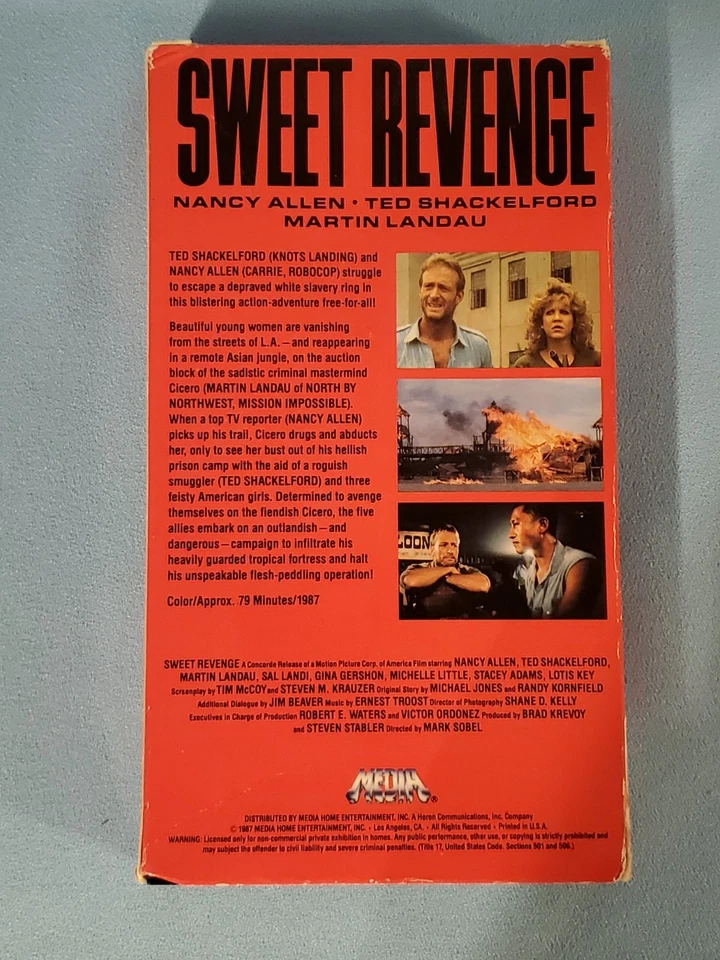 SWEET REVENGE
NANCY ALLEN • TED SHACKELFORD
MARTIN LANDAU
TED SHACKELFORD (KNOTS LANDING) and
NANCY ALLEN (CARRIE, ROBOCOP) struggle
to escape a depraved white slavery ring in
this blistering action-adventure free-for-all!
Beautiful young women are vanishing
from the streets of L.A.—and reappearing
in a remote Asian jungle, on the auction
block of the sadistic criminal mastermind
Cicero (MARTIN LANDAU of NORTH BY
NORTHWEST, MISSION IMPOSSIBLE).
When a top TV reporter (NANCY ALLEN)
picks up his trail, Cicero drugs and abducts
her, only to see her bust out of his hellish
prison camp with the aid of a roguish
smuggler (TED SHACKELFORD) and three
feisty American girls. Determined to avenge
themselves on the fiendish Cicero, the five
allies embark on an outlandish—and
dangerous—campaign to infiltrate his
heavily guarded tropical fortress and halt
his unspeakable flesh-peddling operation!
Color/Approx. 79 Minutes/1987
LOON
SWEET REVENGE A Concorde Release of a Motion Picture Corp. of America Film starring NANCY ALLEN, TED SHACKELFORD,
MARTIN LANDAU, SAL LANDI, GINA GERSHON, MICHELLE LITTLE, STACEY ADAMS, LOTIS KEY
Screenplay by TIM McCOY and STEVEN M. KRAUZER Original Story by MICHAEL JONES and RANDY KORNFIELD
Additional Dialogue by JIM BEAVER Music by ERNEST TROOST Director of Photography SHANE D. KELLY
Executives in Charge of Production ROBERT E. WATERS and VICTOR ORDONEZ Produced by BRAD KREVOY
and STEVEN STABLER Directed by MARK SOBEL
MEDIA ®
DISTRIBUTED BY MEDIA HOME ENTERTAINMENT, INC. A Heron Communications, Inc. Company
© 1987 MEDIA HOME ENTERTAINMENT, INC. • Los Angeles, CA. • All Rights Reserved • Printed in U.S.A.
WARNING: Licensed only for non-commercial private exhibition in homes. Any public performance, other use, or copying is strictly prohibited and
may subject the offender to civil liability and severe criminal penalties. (Title 17, United States Code, Sections 501 and 506.)